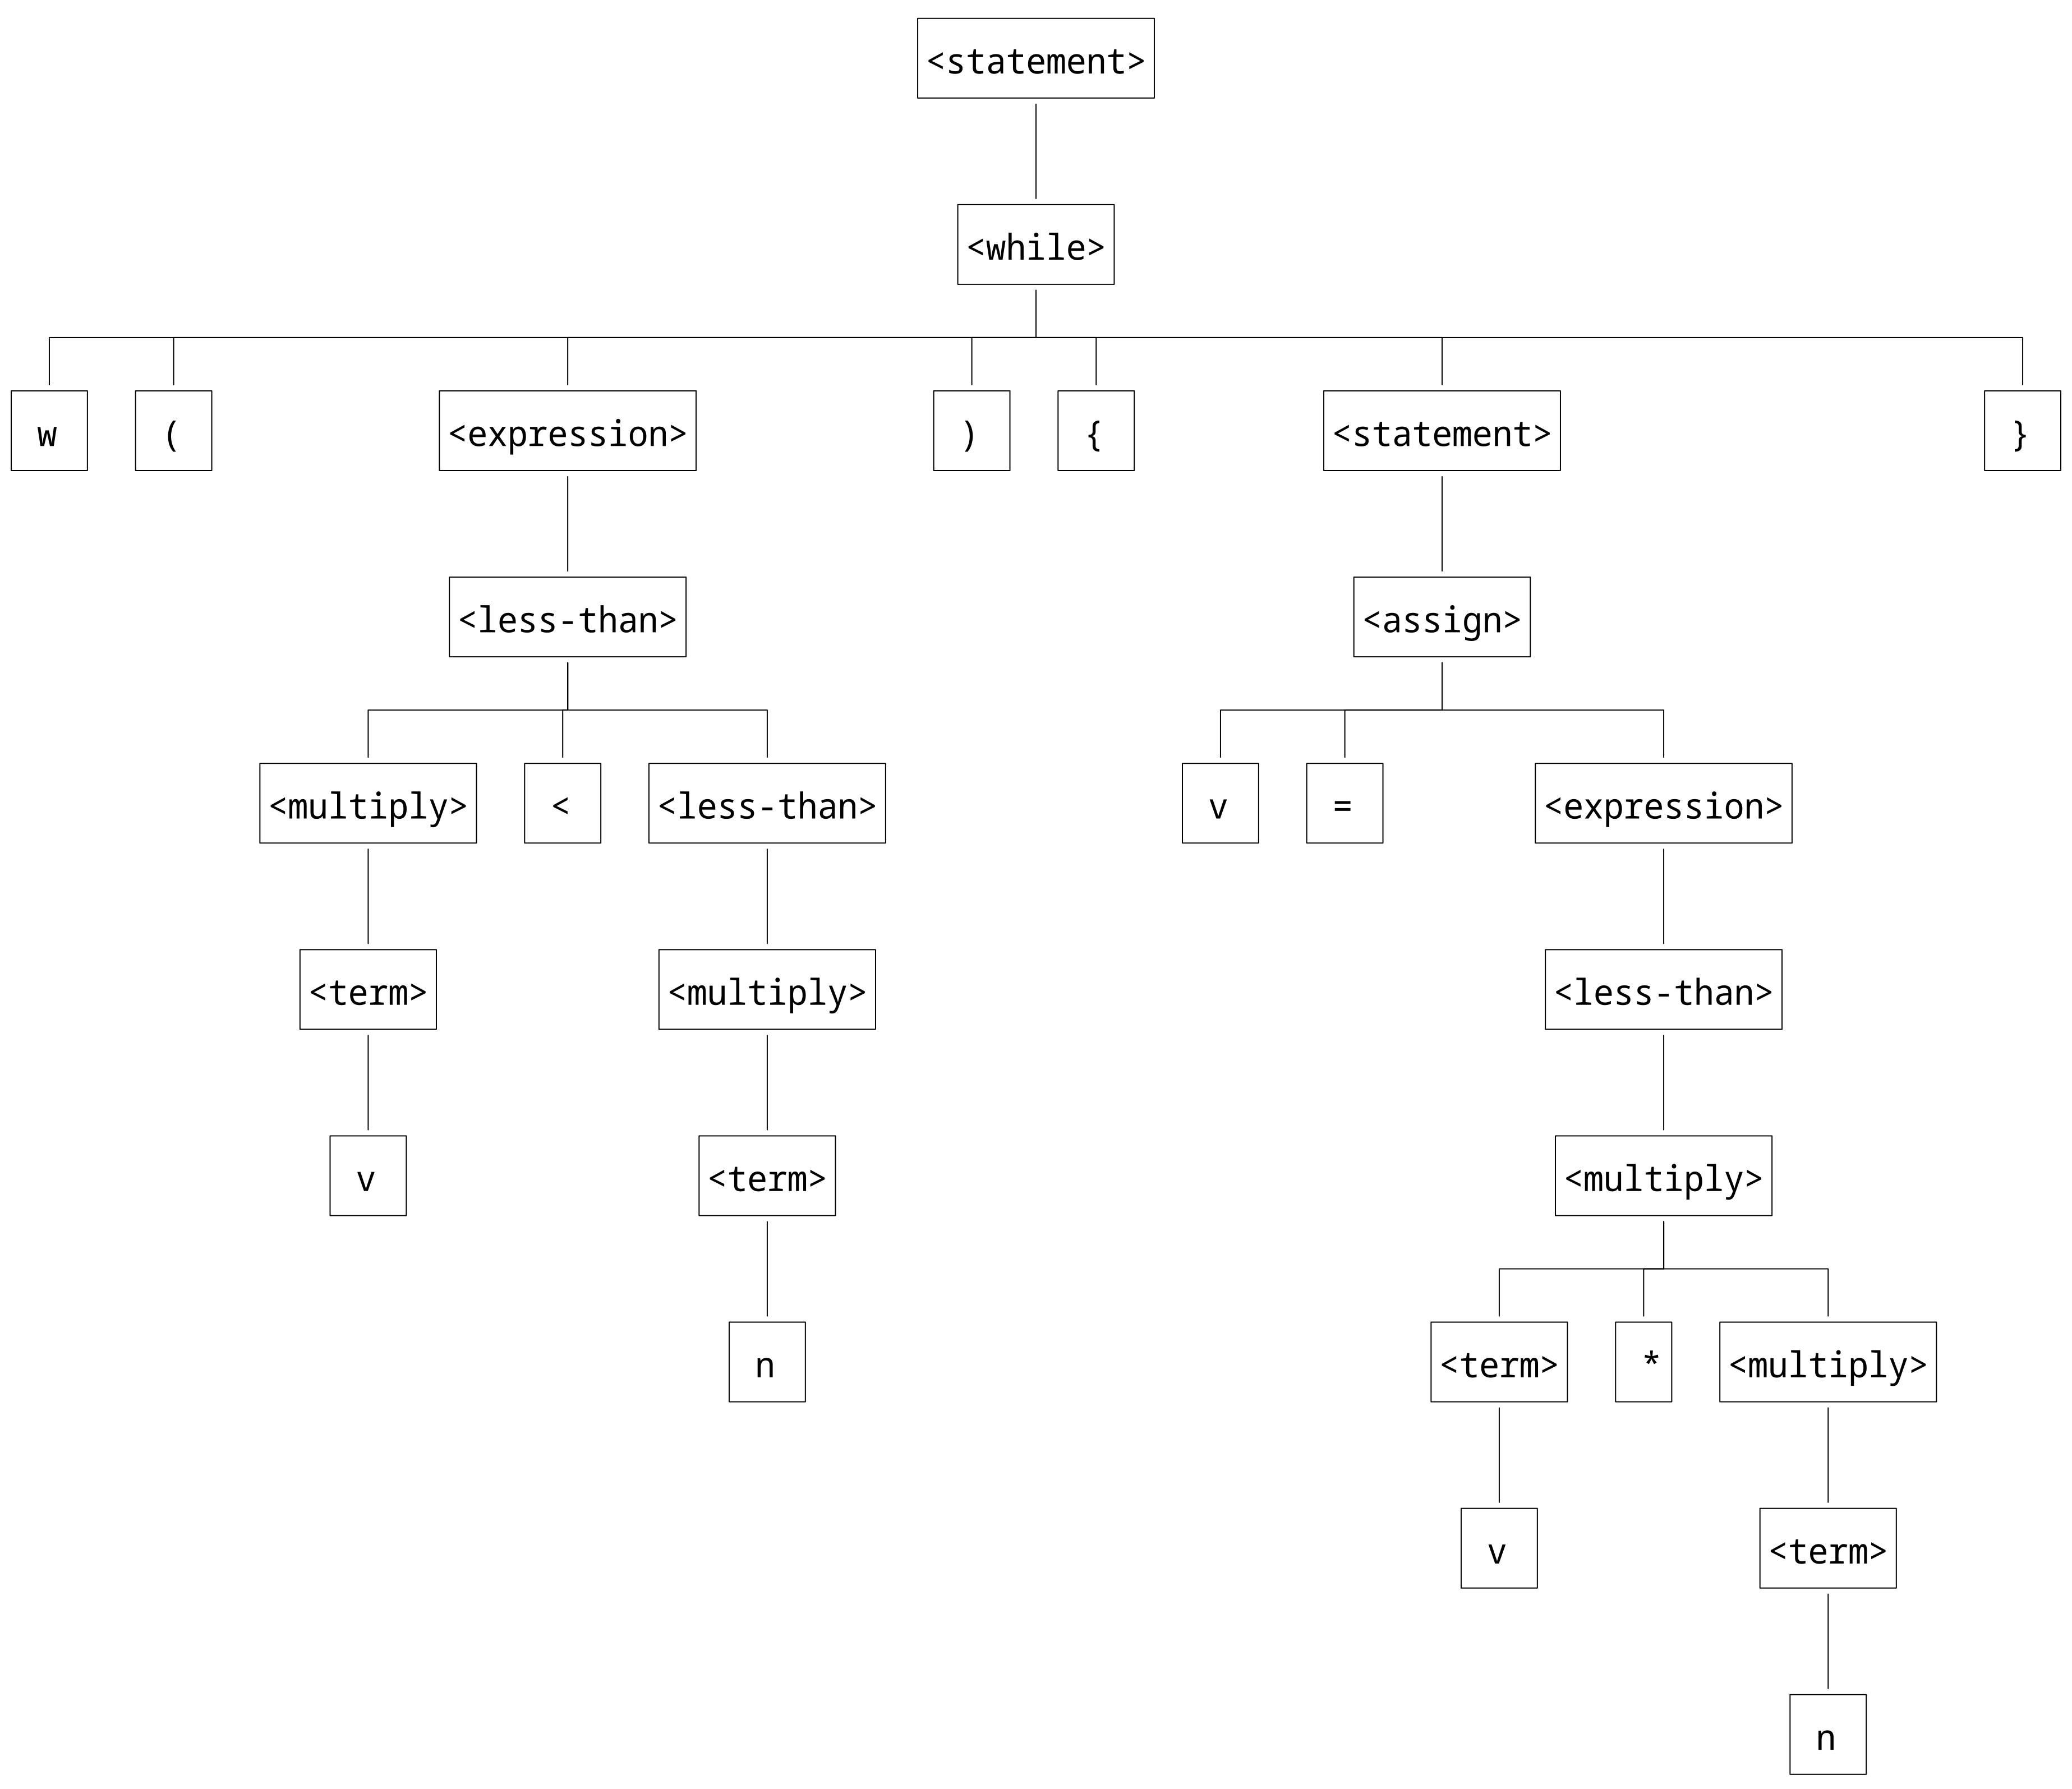 <statement>
<while>
w ( <expression> ) { <statement> }
<less-than> <assign>
<multiply> < <less-than> v = <expression>
<term> <multiply> <less-than>
v <term> <multiply>
n <term> * <multiply>
v <term>
n